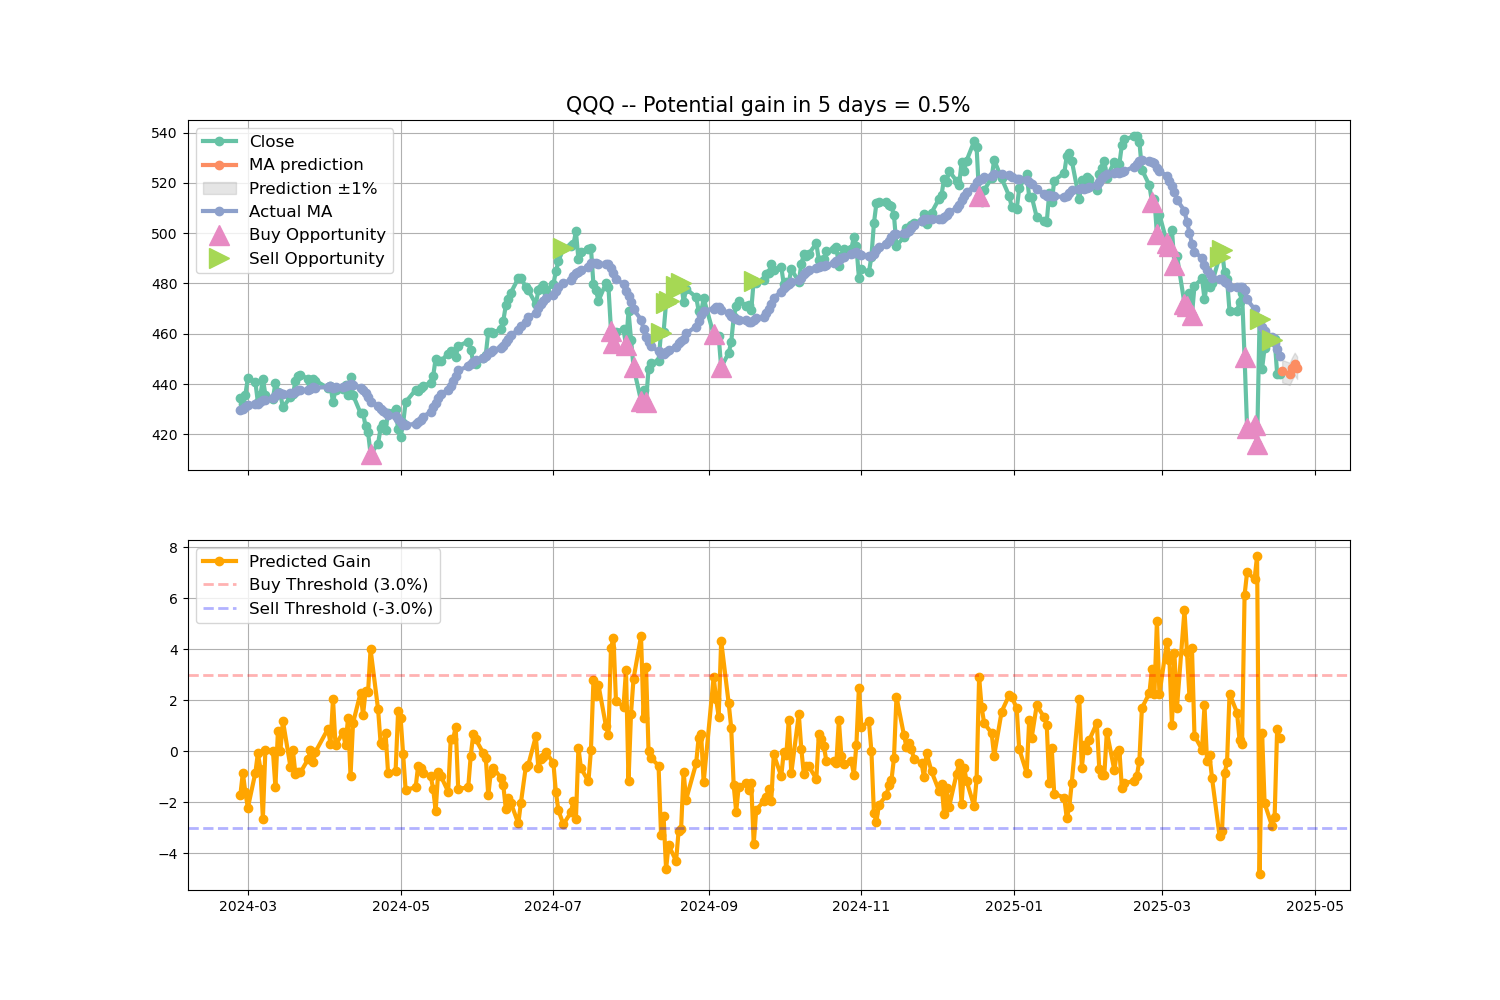 QQQ -- Potential gain in 5 days = 0.5%
540
520
500
480
460
440
420
Close
MA prediction
Prediction ±1%
Actual MA
Buy Opportunity
Sell Opportunity
8
6
4
2
0
−2
−4
Predicted Gain
Buy Threshold (3.0%)
Sell Threshold (-3.0%)
2024-03
2024-05
2024-07
2024-09
2024-11
2025-01
2025-03
2025-05